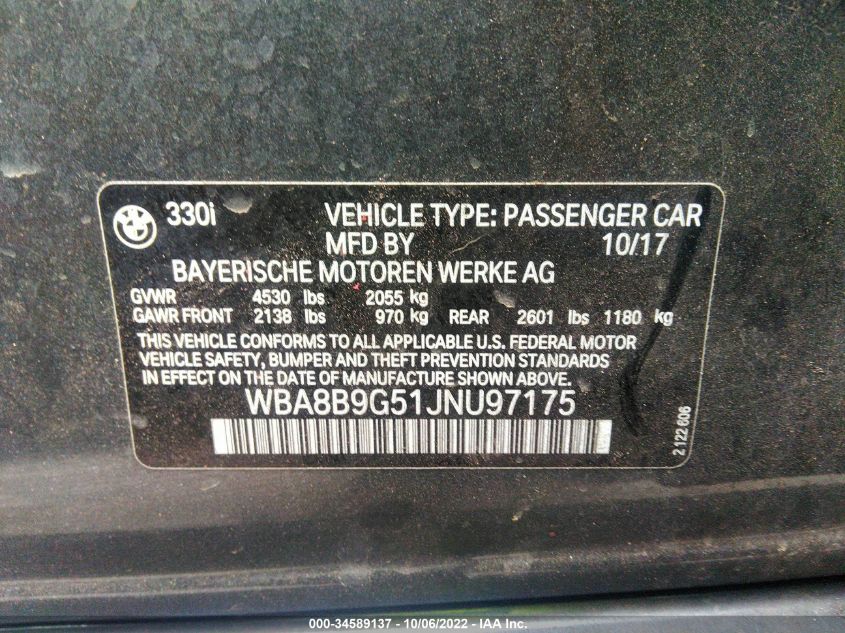 330i VEHICLE TYPE: PASSENGER CAR
MFD BY 10/17
BAYERISCHE MOTOREN WERKE AG
GVWR 4530 lbs 2055 kg
GAWR FRONT 2138 lbs 970 kg REAR 2601 lbs 1180 kg
THIS VEHICLE CONFORMS TO ALL APPLICABLE U.S. FEDERAL MOTOR
VEHICLE SAFETY, BUMPER AND THEFT PREVENTION STANDARDS
IN EFFECT ON THE DATE OF MANUFACTURE SHOWN ABOVE.
WBA8B9G51JNU97175
2 122 606
000-34589137 - 10/06/2022 - IAA Inc.